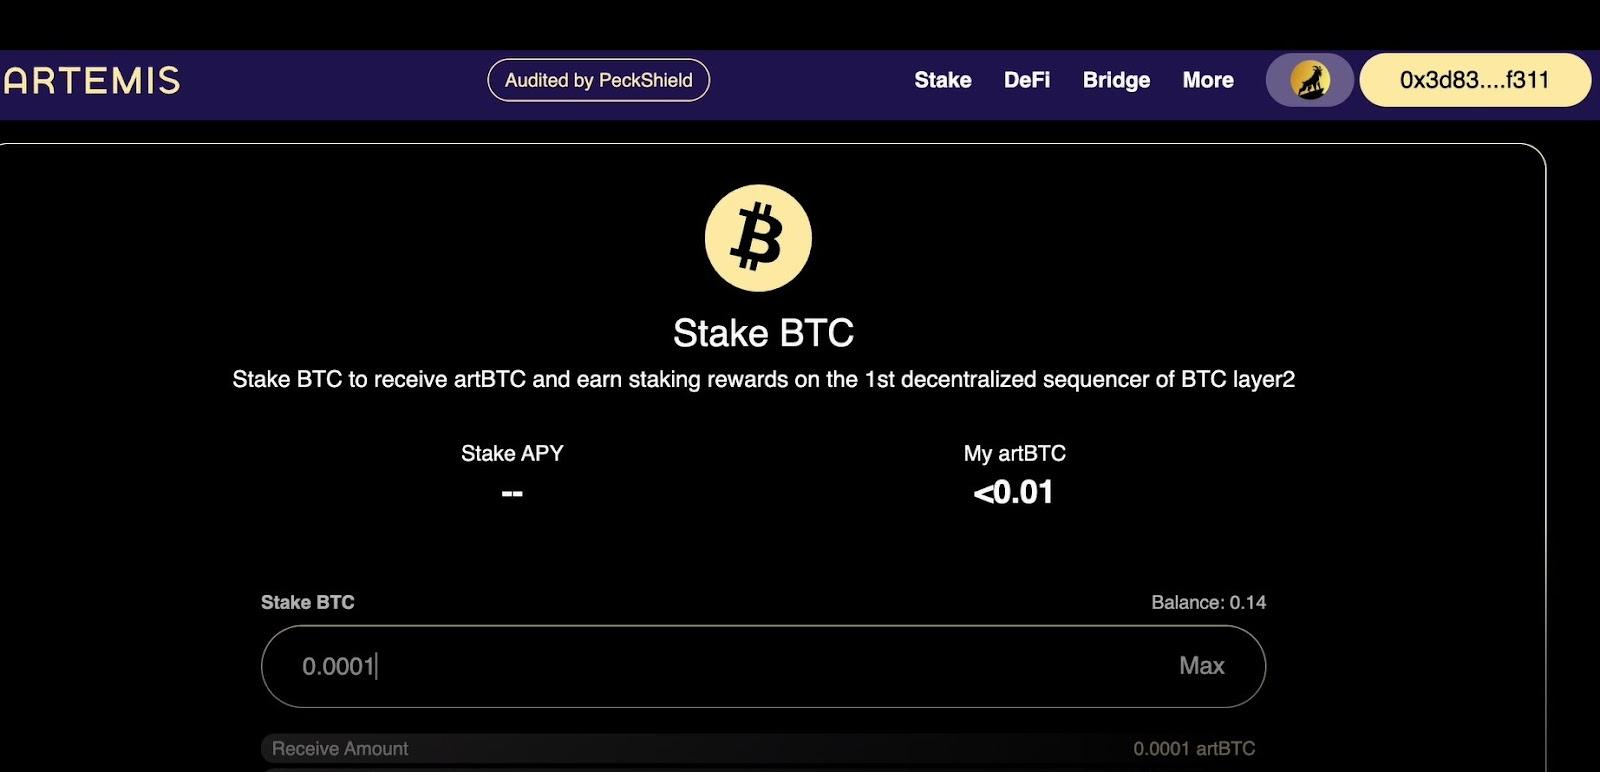 ARTEMIS
Audited by PeckShield
Stake DeFi Bridge More
0x3d83....f311
Stake BTC
Stake BTC to receive artBTC and earn staking rewards on the 1st decentralized sequencer of BTC layer2
Stake APY
--
My artBTC
<0.01
Stake BTC
Balance: 0.14
0.0001
Max
Receive Amount
0.0001 artBTC